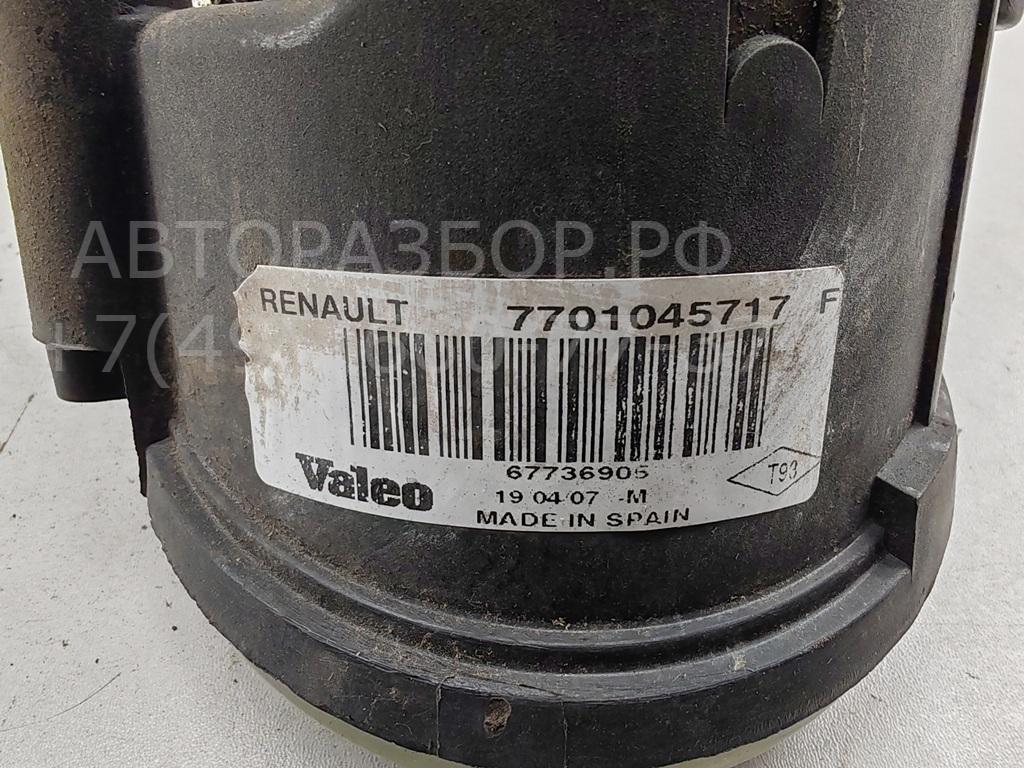 АВТОРАЗБОР.РФ
RENAULT 7701045717 F
Valeo
67736905
T93
19 04 07 -M
MADE IN SPAIN